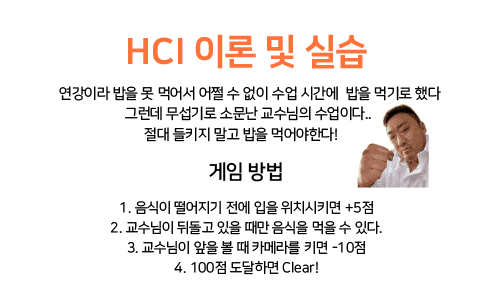 HCI 이론 및 실습
연강이라 밥을 못 먹어서 어쩔 수 없이 수업 시간에 밥을 먹기로 했다
그런데 무섭기로 소문난 교수님의 수업이다..
절대 들키지 말고 밥을 먹어야한다!
게임 방법
1. 음식이 떨어지기 전에 입을 위치시키면 +5점
2. 교수님이 뒤돌고 있을 때만 음식을 먹을 수 있다.
3. 교수님이 앞을 볼 때 카메라를 키면 -10점
4. 100점 도달하면 Clear!